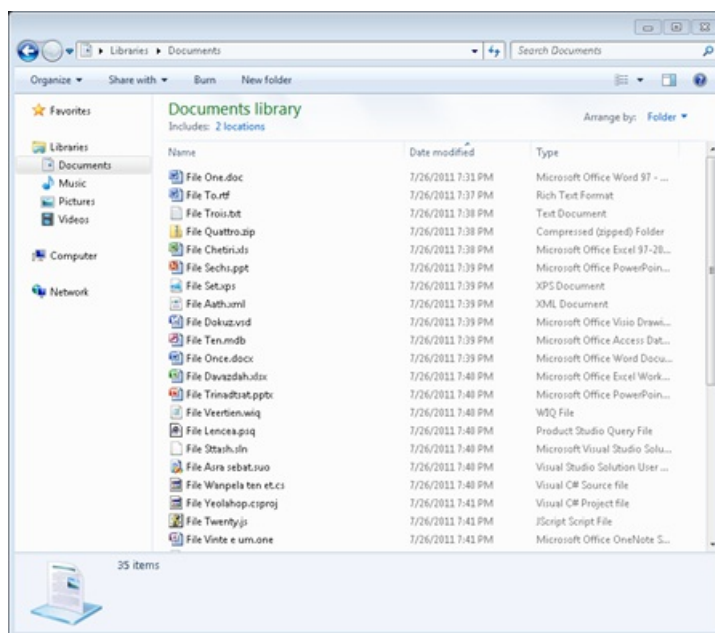 Libraries Documents Search Documents
Organize Share with Burn New folder
Favorites
Libraries
Documents
Music
Pictures
Videos
Computer
Network
Documents library
Includes: 2 locations
Arrange by: Folder
Name Date modified Type
File One.doc 7/26/2011 7:31 PM Microsoft Office Word 97 - ...
File To.rtf 7/26/2011 7:37 PM Rich Text Format
File Trois.txt 7/26/2011 7:38 PM Text Document
File Quattro.zip 7/26/2011 7:38 PM Compressed (zipped) Folder
File Chetiri.xls 7/26/2011 7:38 PM Microsoft Office Excel 97-20...
File Sechs.ppt 7/26/2011 7:39 PM Microsoft Office PowerPoin...
File Set.xps 7/26/2011 7:39 PM XPS Document
File Aath.xml 7/26/2011 7:39 PM XML Document
File Dokuz.vsd 7/26/2011 7:39 PM Microsoft Office Visio Drawi...
File Ten.mdb 7/26/2011 7:39 PM Microsoft Office Access Dat...
File Once.docx 7/26/2011 7:39 PM Microsoft Office Word Docu...
File Davazdah.xlsx 7/26/2011 7:40 PM Microsoft Office Excel Work...
File Trinadtsat.pptx 7/26/2011 7:40 PM Microsoft Office PowerPoin...
File Veertien.wiq 7/26/2011 7:40 PM WIQ File
File Lencea.psq 7/26/2011 7:40 PM Product Studio Query File
File Sttash.sln 7/26/2011 7:40 PM Microsoft Visual Studio Solu...
File Asra sebat.suo 7/26/2011 7:40 PM Visual Studio Solution User ...
File Wanpela ten et.cs 7/26/2011 7:40 PM Visual C# Source file
File Yeolahop.csproj 7/26/2011 7:41 PM Visual C# Project file
File Twenty.js 7/26/2011 7:41 PM JScript Script File
File Vinte e um.one 7/26/2011 7:41 PM Microsoft Office OneNote S...
35 items